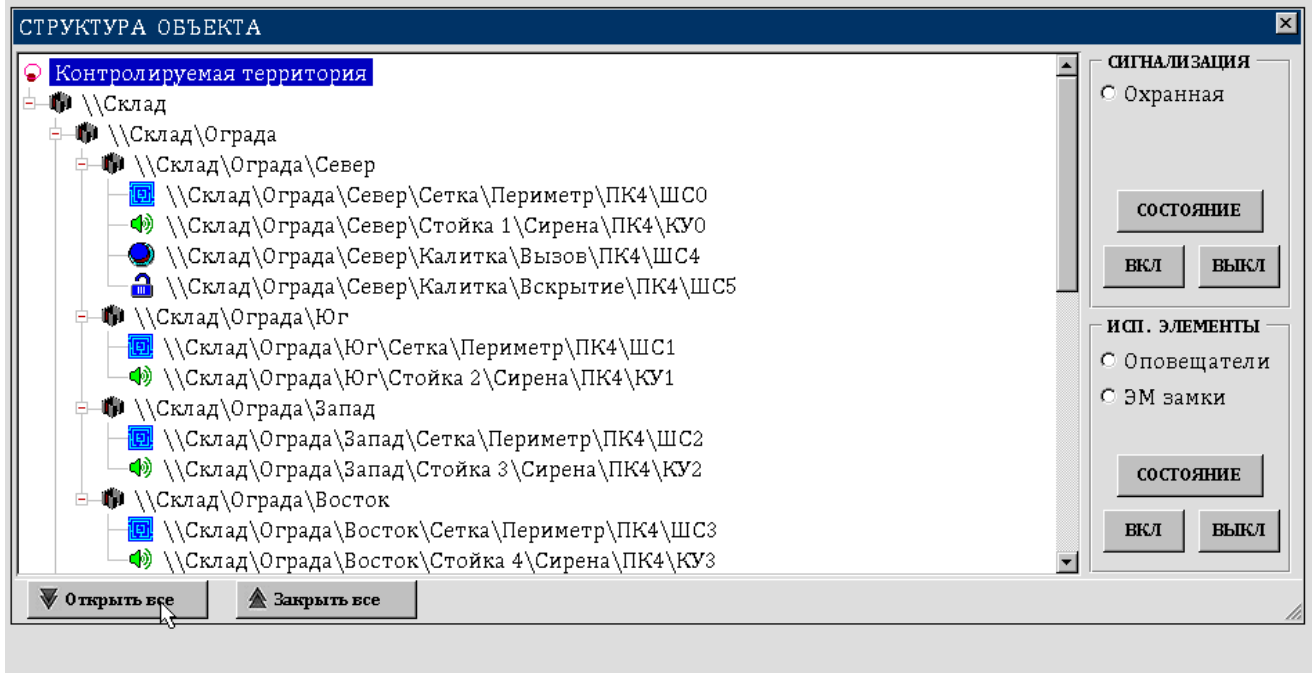 СТРУКТУРА ОБЪЕКТА
Контролируемая территория
\\Склад
\\Склад\Ограда
\\Склад\Ограда\Север
\\Склад\Ограда\Север\Сетка\Периметр\ПК4\ШС0
\\Склад\Ограда\Север\Стойка 1\Сирена\ПК4\КУ0
\\Склад\Ограда\Север\Калитка\Вызов\ПК4\ШС4
\\Склад\Ограда\Север\Калитка\Вскрытие\ПК4\ШС5
\\Склад\Ограда\Юг
\\Склад\Ограда\Юг\Сетка\Периметр\ПК4\ШС1
\\Склад\Ограда\Юг\Стойка 2\Сирена\ПК4\КУ1
\\Склад\Ограда\Запад
\\Склад\Ограда\Запад\Сетка\Периметр\ПК4\ШС2
\\Склад\Ограда\Запад\Стойка 3\Сирена\ПК4\КУ2
\\Склад\Ограда\Восток
\\Склад\Ограда\Восток\Сетка\Периметр\ПК4\ШС3
\\Склад\Ограда\Восток\Стойка 4\Сирена\ПК4\КУ3
СИГНАЛИЗАЦИЯ
Охранная
СОСТОЯНИЕ
ВКЛ ВЫКЛ
ИСП. ЭЛЕМЕНТЫ
Оповещатели
ЭМ замки
СОСТОЯНИЕ
ВКЛ ВЫКЛ
Открыть все Закрыть все